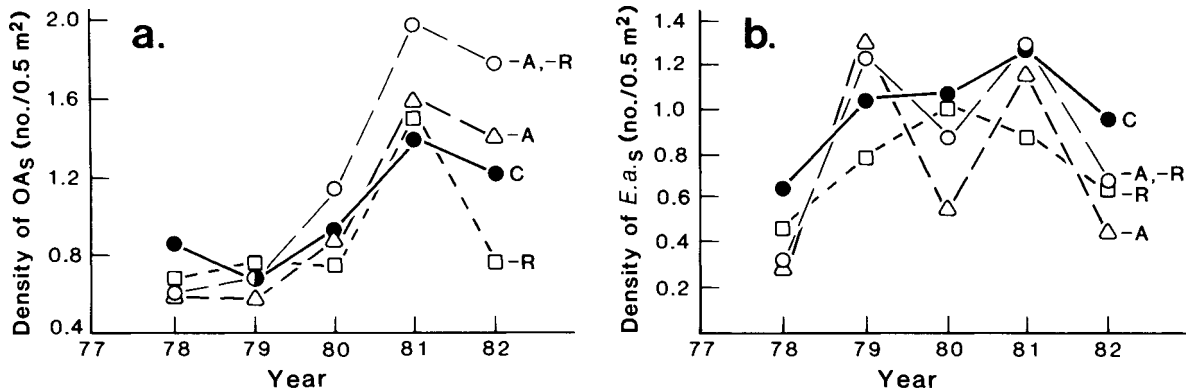 a.
Density of OAs (no./0.5 m²)
2.0
1.6
1.2
0.8
0.4
77 78 79 80 81 82
Year
-A,-R
-A
C
-R
b.
Density of E.a.s (no./0.5 m²)
1.4
1.2
1.0
0.8
0.6
0.4
0.2
77 78 79 80 81 82
Year
C
-A,-R
-R
-A